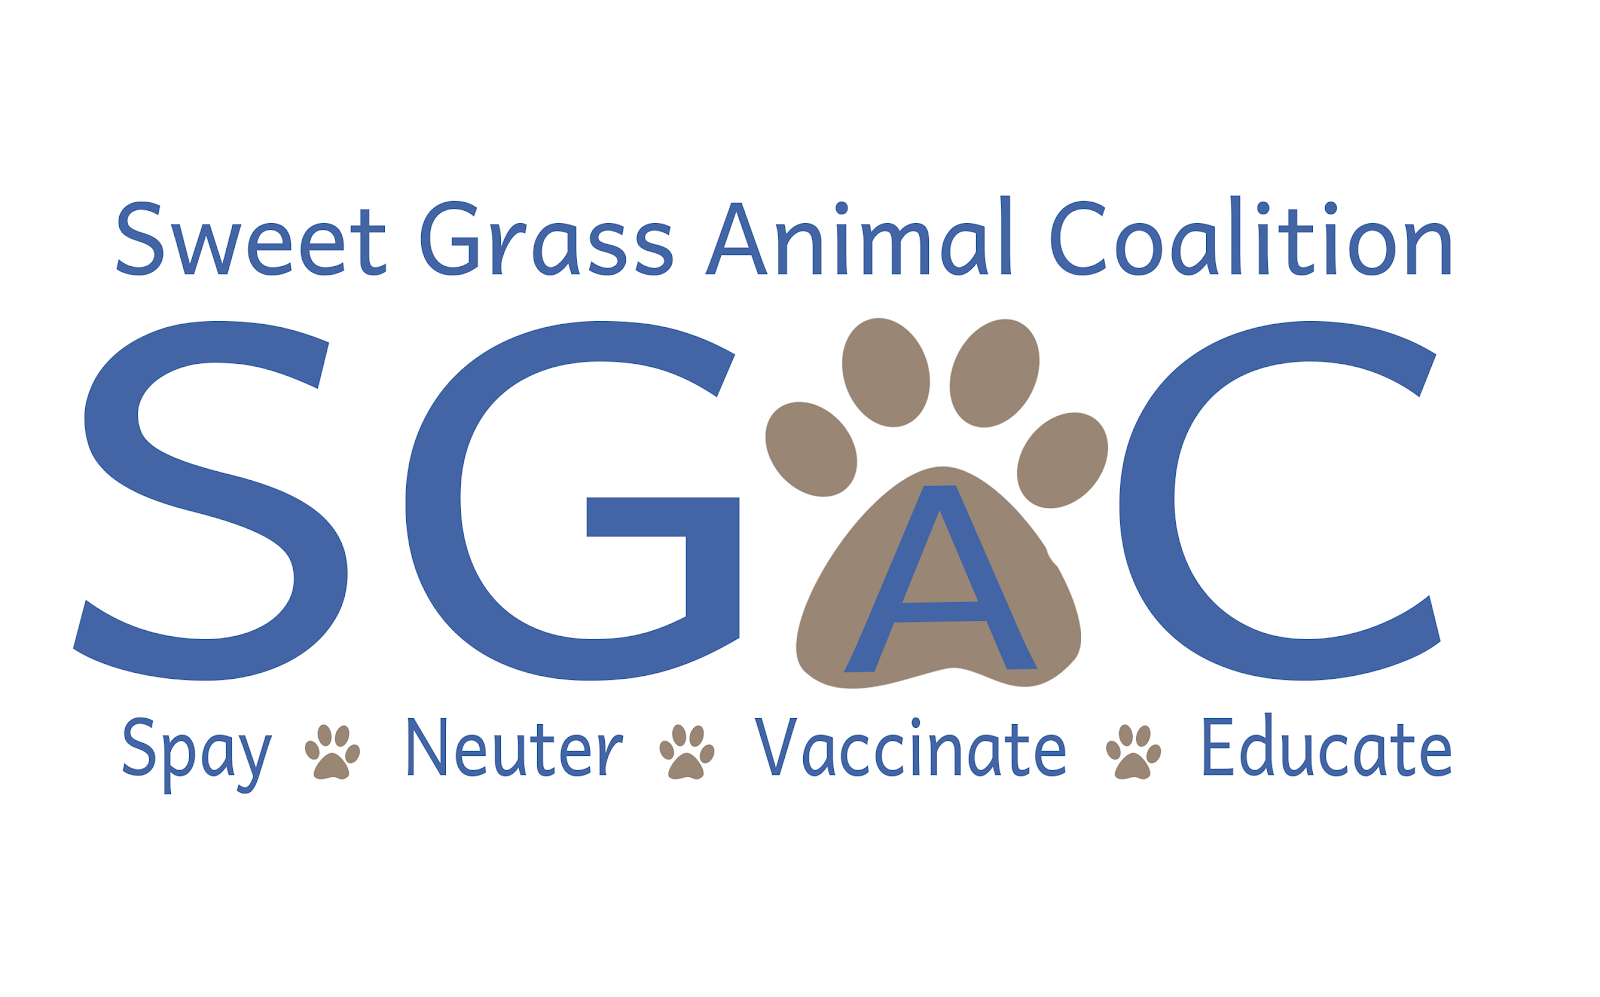 Sweet Grass Animal Coalition
SGAC
Spay Neuter Vaccinate Educate